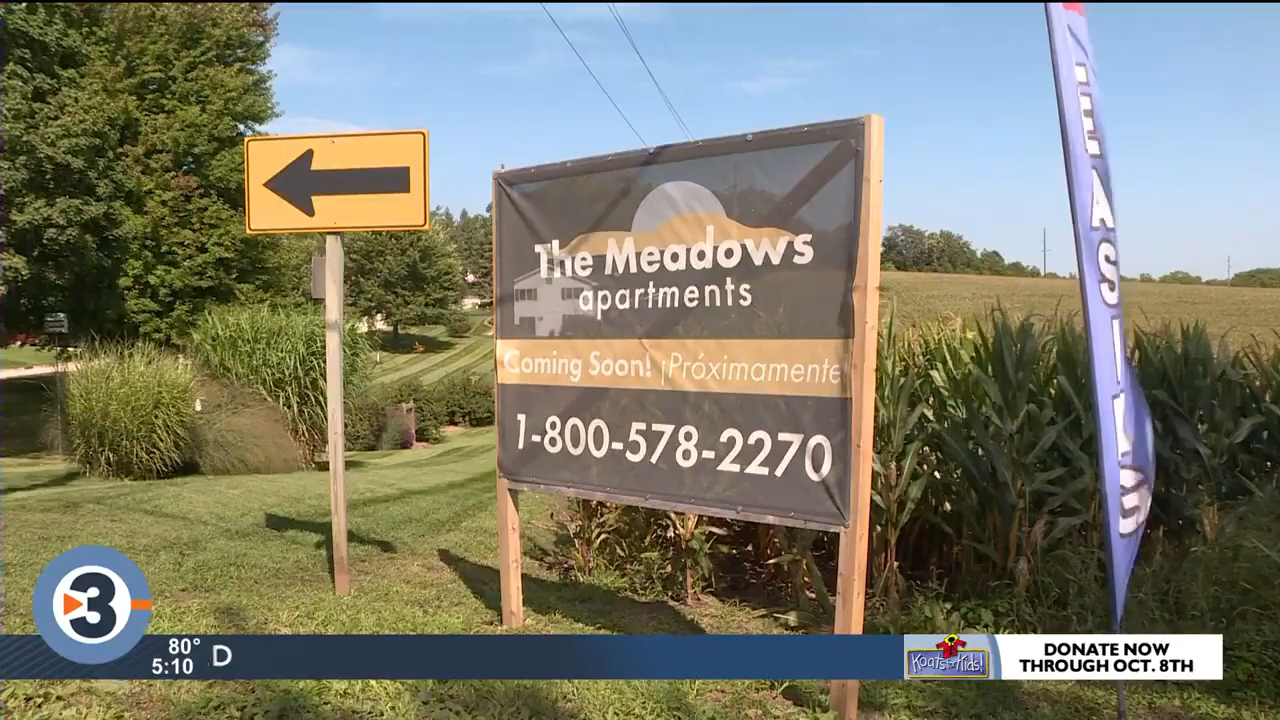 The Meadows
apartments
Coming Soon! ¡Próximamente
1-800-578-2270
LEASING
3
80°
5:10
D
Koats for Kids!
DONATE NOW
THROUGH OCT. 8TH